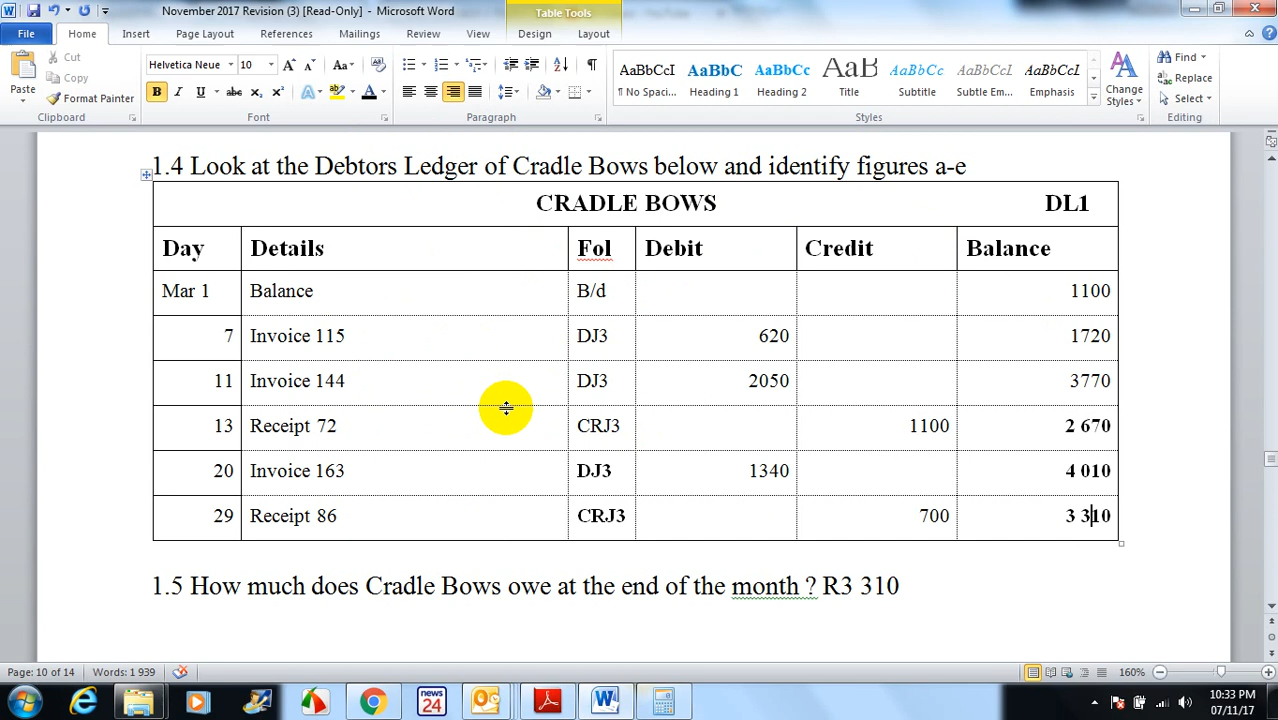 November 2017 Revision (3) [Read-Only] - Microsoft Word
Table Tools
File Home Insert Page Layout References Mailings Review View Design Layout
Cut
Copy
Format Painter
Paste
Clipboard
Helvetica Neue 10
Font
Paragraph
AaBbCcI AaBbC AaBbCc AaB AaBbCcI AaBbCcI AaBbCcI
¶ No Spaci... Heading 1 Heading 2 Title Subtitle Subtle Em... Emphasis
Change Styles
Styles
Find
Replace
Select
Editing
1.4 Look at the Debtors Ledger of Cradle Bows below and identify figures a-e
CRADLE BOWS DL1
Day Details Fol Debit Credit Balance
Mar 1 Balance B/d 1100
7 Invoice 115 DJ3 620 1720
11 Invoice 144 DJ3 2050 3770
13 Receipt 72 CRJ3 1100 2 670
20 Invoice 163 DJ3 1340 4 010
29 Receipt 86 CRJ3 700 3 310
1.5 How much does Cradle Bows owe at the end of the month ? R3 310
Page: 10 of 14 Words: 1 939 160%
news 24
10:33 PM
07/11/17